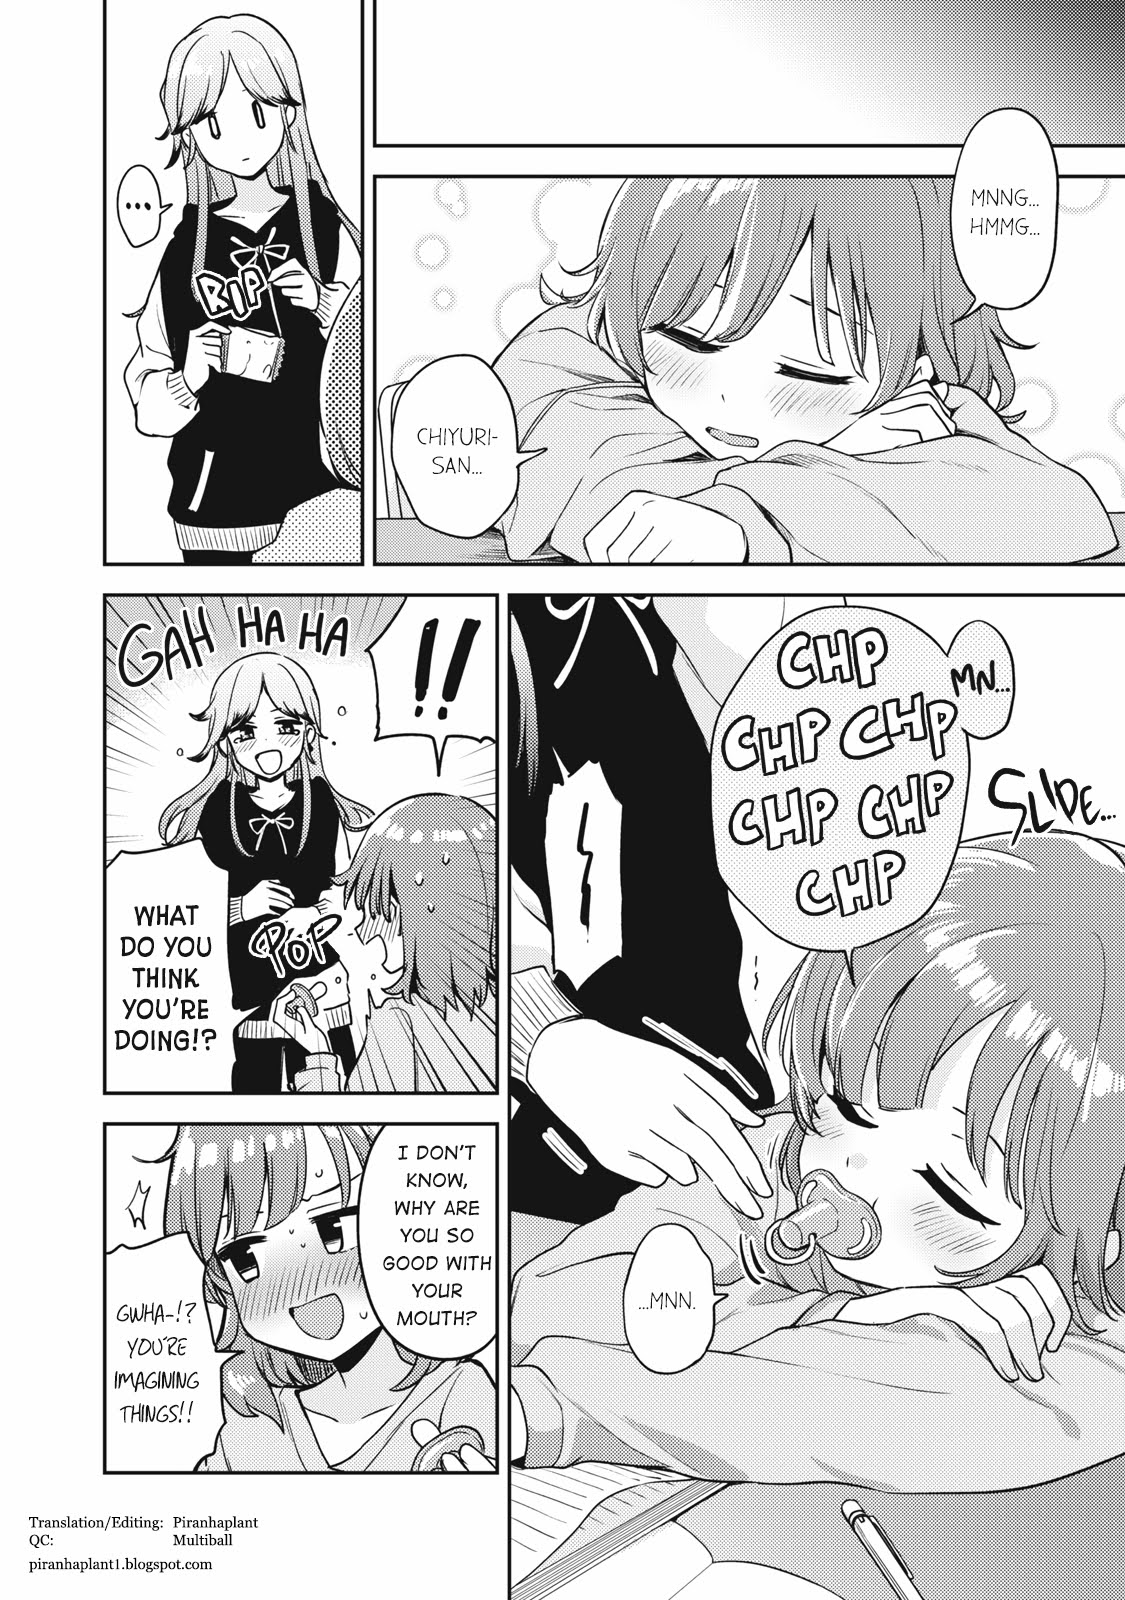 MNNG...
HMMG...
CHIYURI-
SAN...
...
RIP
MN...
SLIDE...
CHP
CHP CHP
CHP CHP
CHP
...MNN.
!!
GAH HA HA
POP
WHAT
DO YOU
THINK
YOU'RE
DOING!?
I DON'T
KNOW,
WHY ARE
YOU SO
GOOD WITH
YOUR
MOUTH?
GWHA-!?
YOU'RE
IMAGINING
THINGS!!
Translation/Editing: Piranhaplant
QC: Multiball
piranhaplant1.blogspot.com